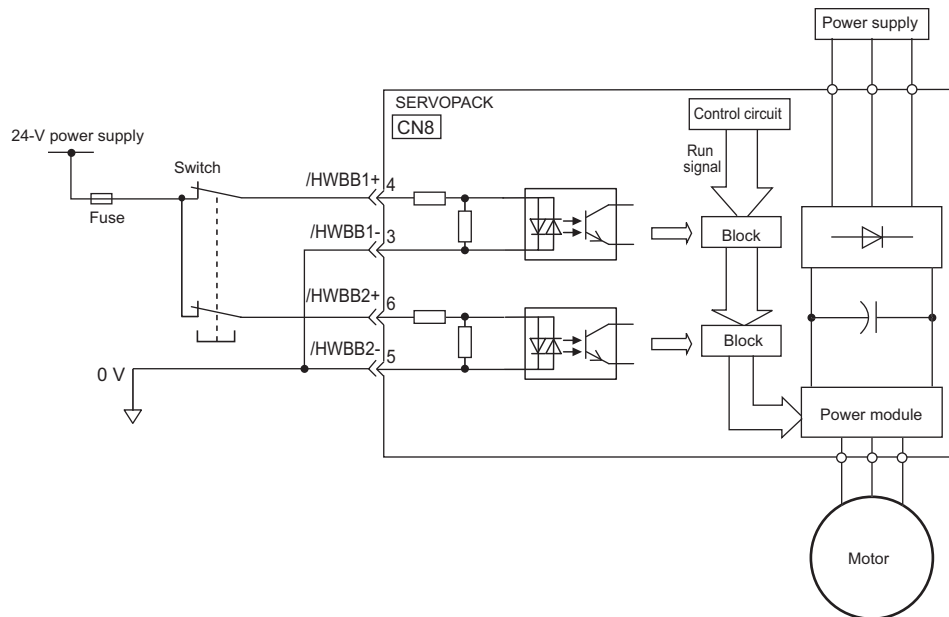 Power supply
SERVOPACK
CN8
Control circuit
24-V power supply
Run
signal
Switch
/HWBB1+
4
Fuse
/HWBB1-
3
Block
/HWBB2+
6
Block
/HWBB2-
5
0 V
Power module
Motor